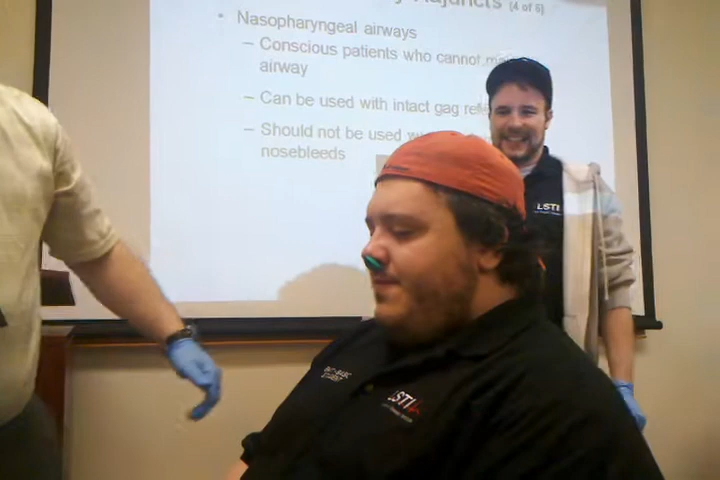 Adjuncts (4 of 6)
• Nasopharyngeal airways
– Conscious patients who cannot
airway
– Can be used with intact gag
– Should not be used
nosebleeds
LSTI
LSTI